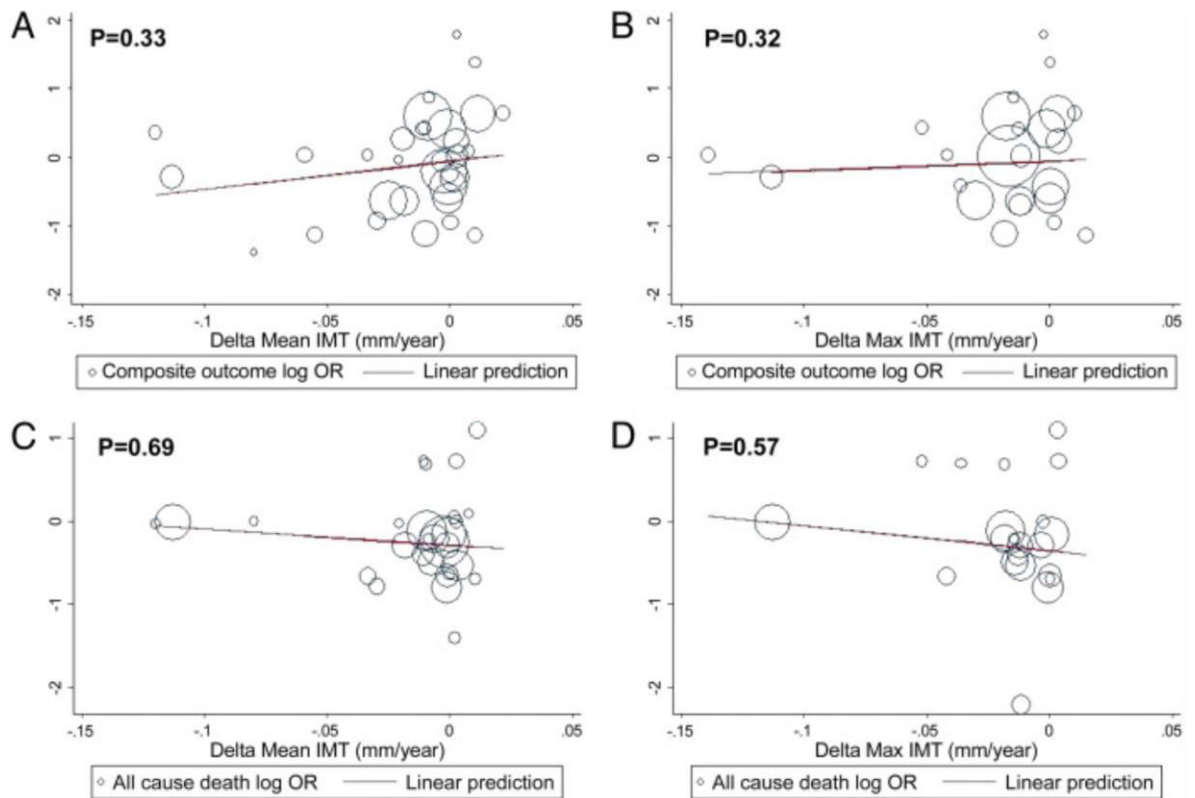 A
P=0.33
2
1
0
-1
-2
-.15
-.1
-.05
0
.05
Delta Mean IMT (mm/year)
Composite outcome log OR
Linear prediction
B
P=0.32
2
1
0
-1
-2
-.15
-.1
-.05
0
.05
Delta Max IMT (mm/year)
Composite outcome log OR
Linear prediction
C
P=0.69
1
0
-1
-2
-.15
-.1
-.05
0
.05
Delta Mean IMT (mm/year)
All cause death log OR
Linear prediction
D
P=0.57
1
0
-1
-2
-.15
-.1
-.05
0
.05
Delta Max IMT (mm/year)
All cause death log OR
Linear prediction